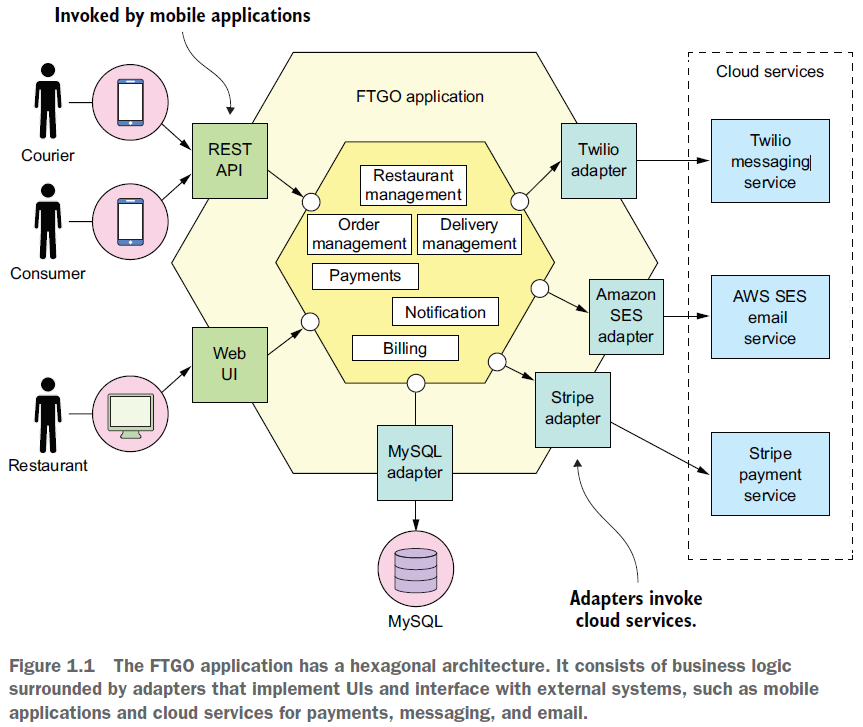 Invoked by mobile applications
Courier
Consumer
Restaurant
REST
API
Web
UI
FTGO application
Restaurant
management
Order
management
Delivery
management
Payments
Notification
Billing
Twilio
adapter
Amazon
SES
adapter
Stripe
adapter
MySQL
adapter
MySQL
Cloud services
Twilio
messaging
service
AWS SES
email
service
Stripe
payment
service
Adapters invoke
cloud services.
Figure 1.1 The FTGO application has a hexagonal architecture. It consists of business logic
surrounded by adapters that implement UIs and interface with external systems, such as mobile
applications and cloud services for payments, messaging, and email.